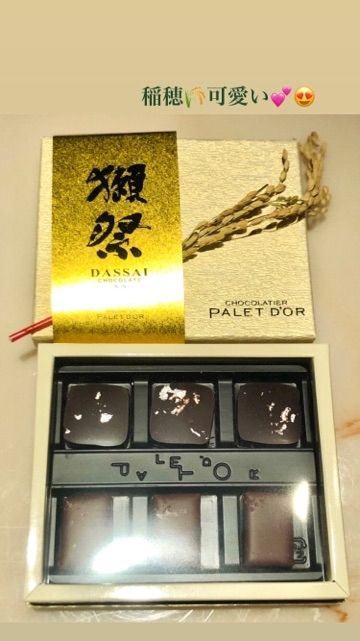 稲穂🌾可愛い💕😍
獺祭
DASSAI
CHOCOLATE
PALET D'OR
CHOCOLATIER
PALET D'OR
PALET D'OR